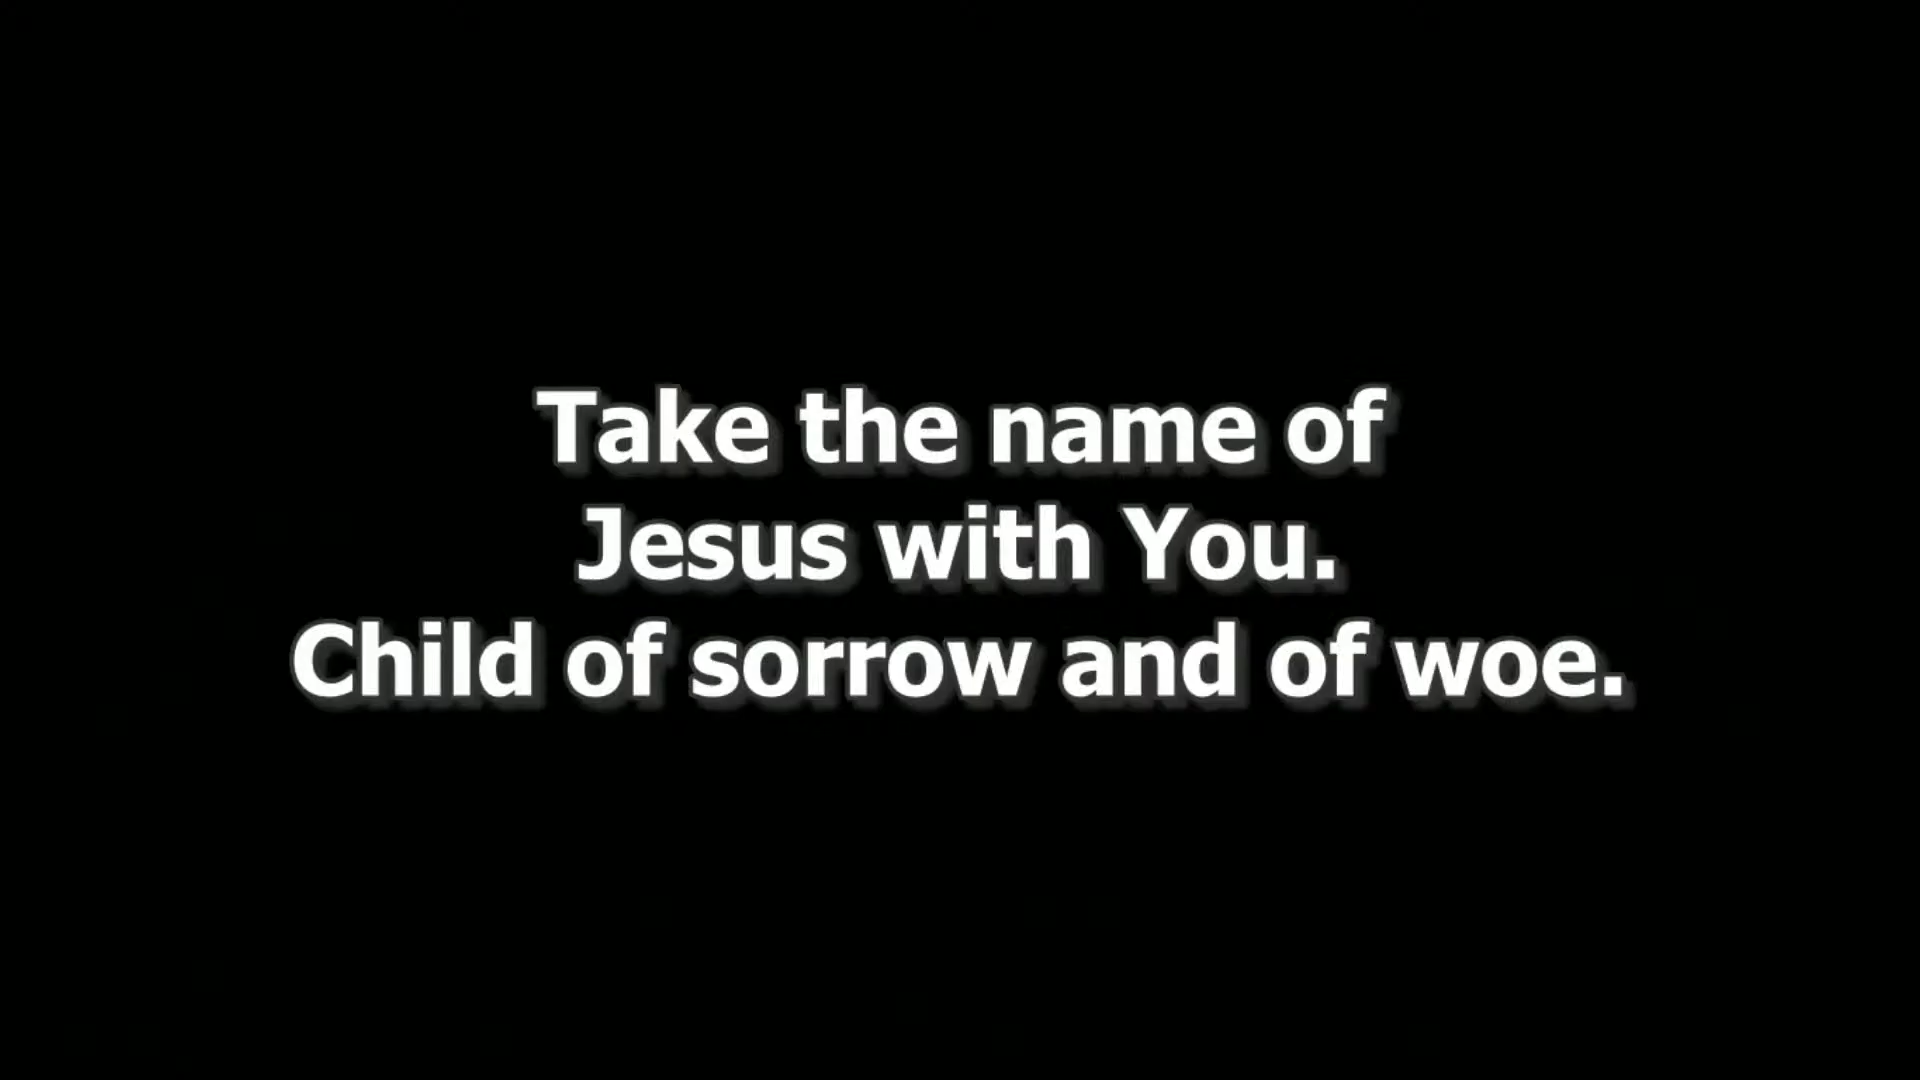 Take the name of
Jesus with You.
Child of sorrow and of woe.